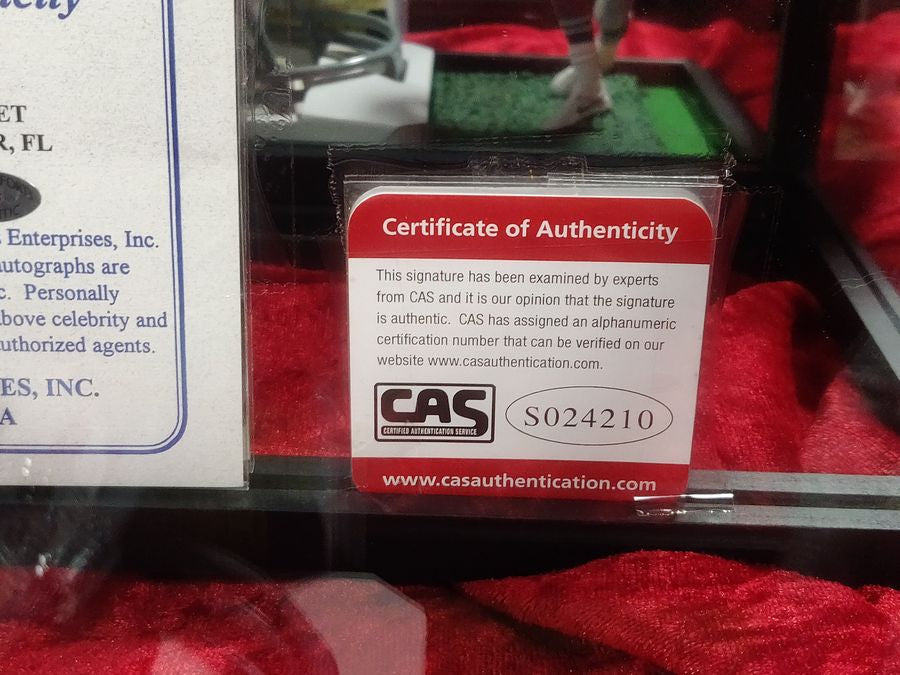 ET
R, FL
Enterprises, Inc.
autographs are
c. Personally
above celebrity and
authorized agents.
ES, INC.
A
Certificate of Authenticity
This signature has been examined by experts
from CAS and it is our opinion that the signature
is authentic. CAS has assigned an alphanumeric
certification number that can be verified on our
website www.casauthentication.com.
CAS
CERTIFIED AUTHENTICATION SERVICE
S024210
www.casauthentication.com